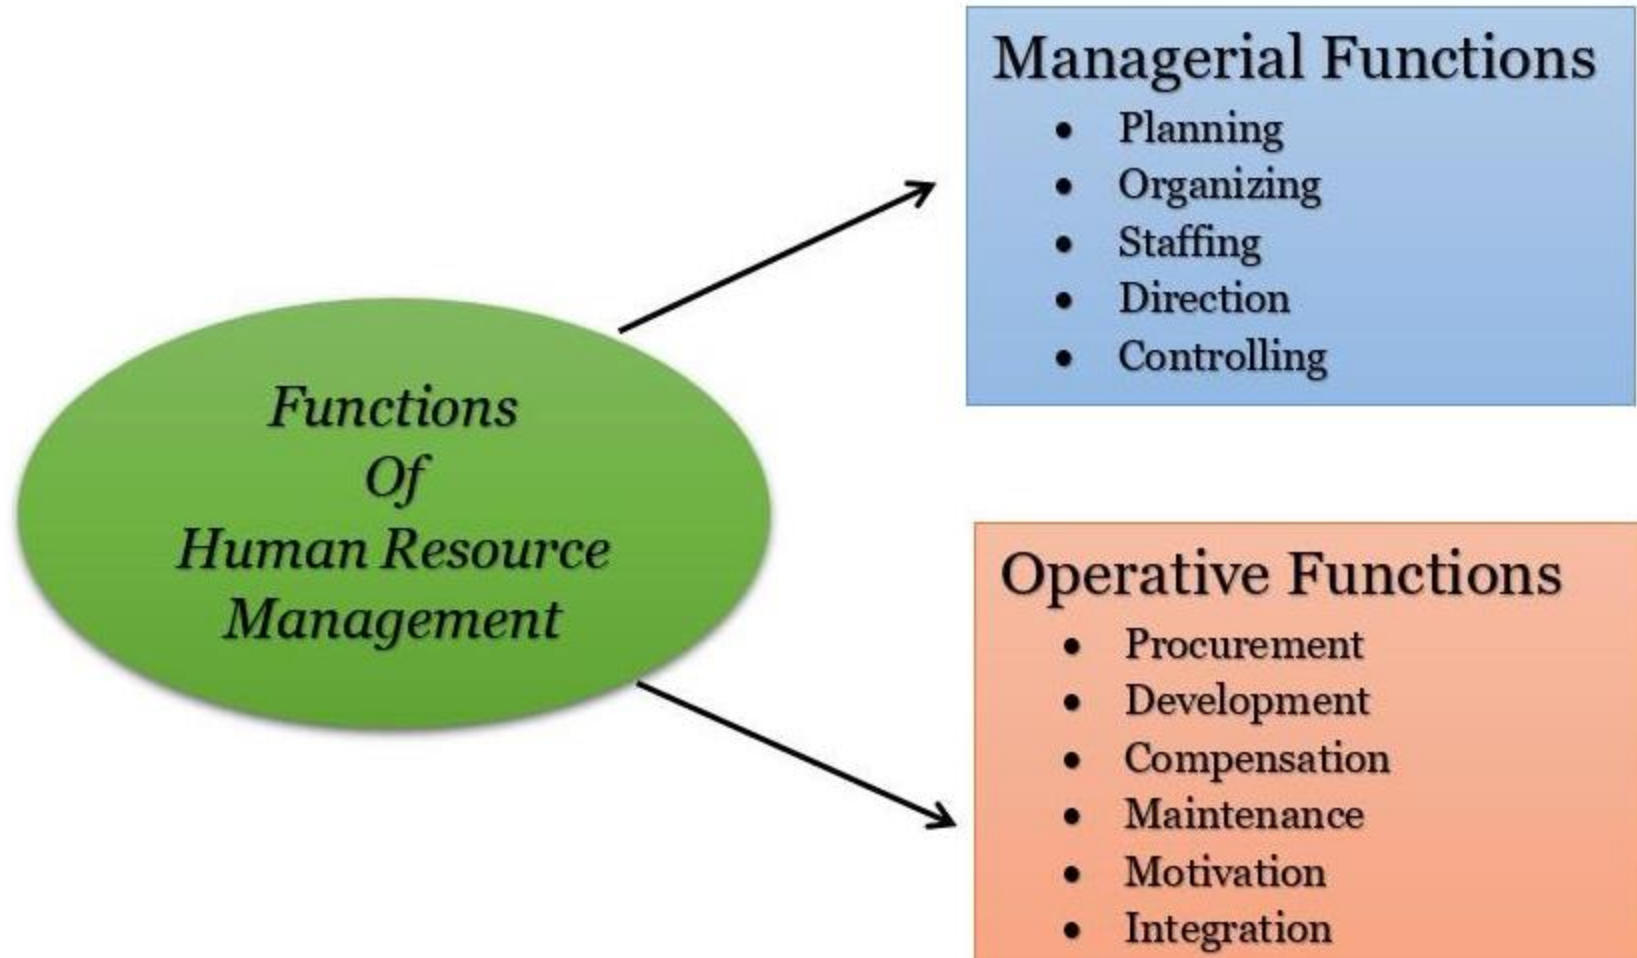 Functions
Of
Human Resource
Management
Managerial Functions
• Planning
• Organizing
• Staffing
• Direction
• Controlling
Operative Functions
• Procurement
• Development
• Compensation
• Maintenance
• Motivation
• Integration